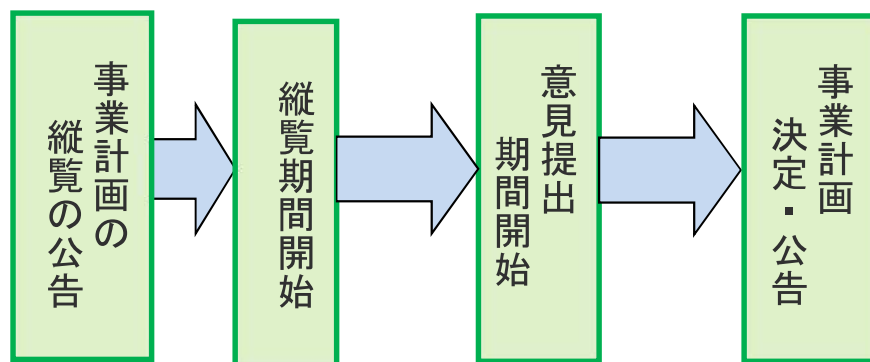 事業計画の
縦覧の公告
縦覧期間開始
意見提出
期間開始
事業計画
決定・公告